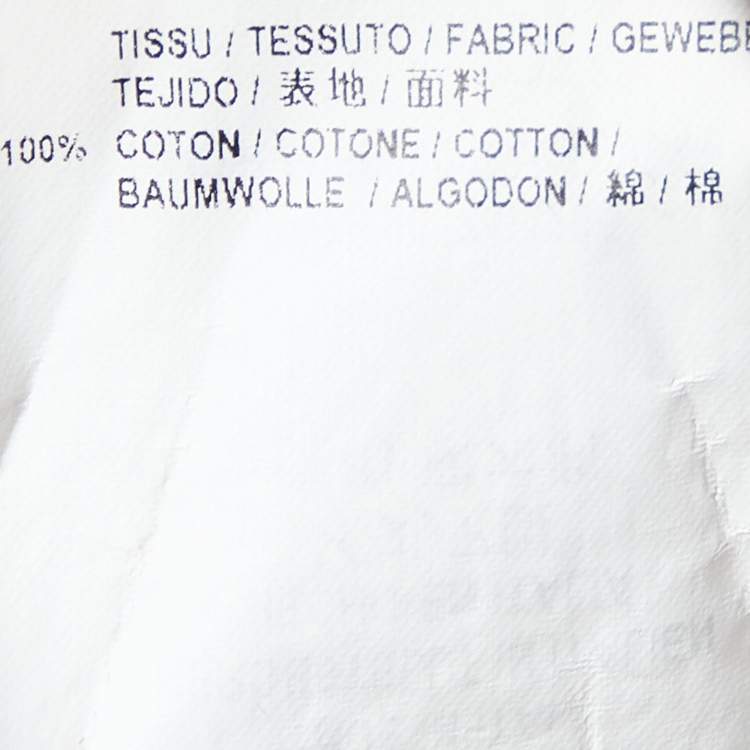 TISSU / TESSUTO / FABRIC / GEWEBE
TEJIDO / 表地 / 面料
100% COTON / COTONE / COTTON /
BAUMWOLLE / ALGODON / 綿 / 棉